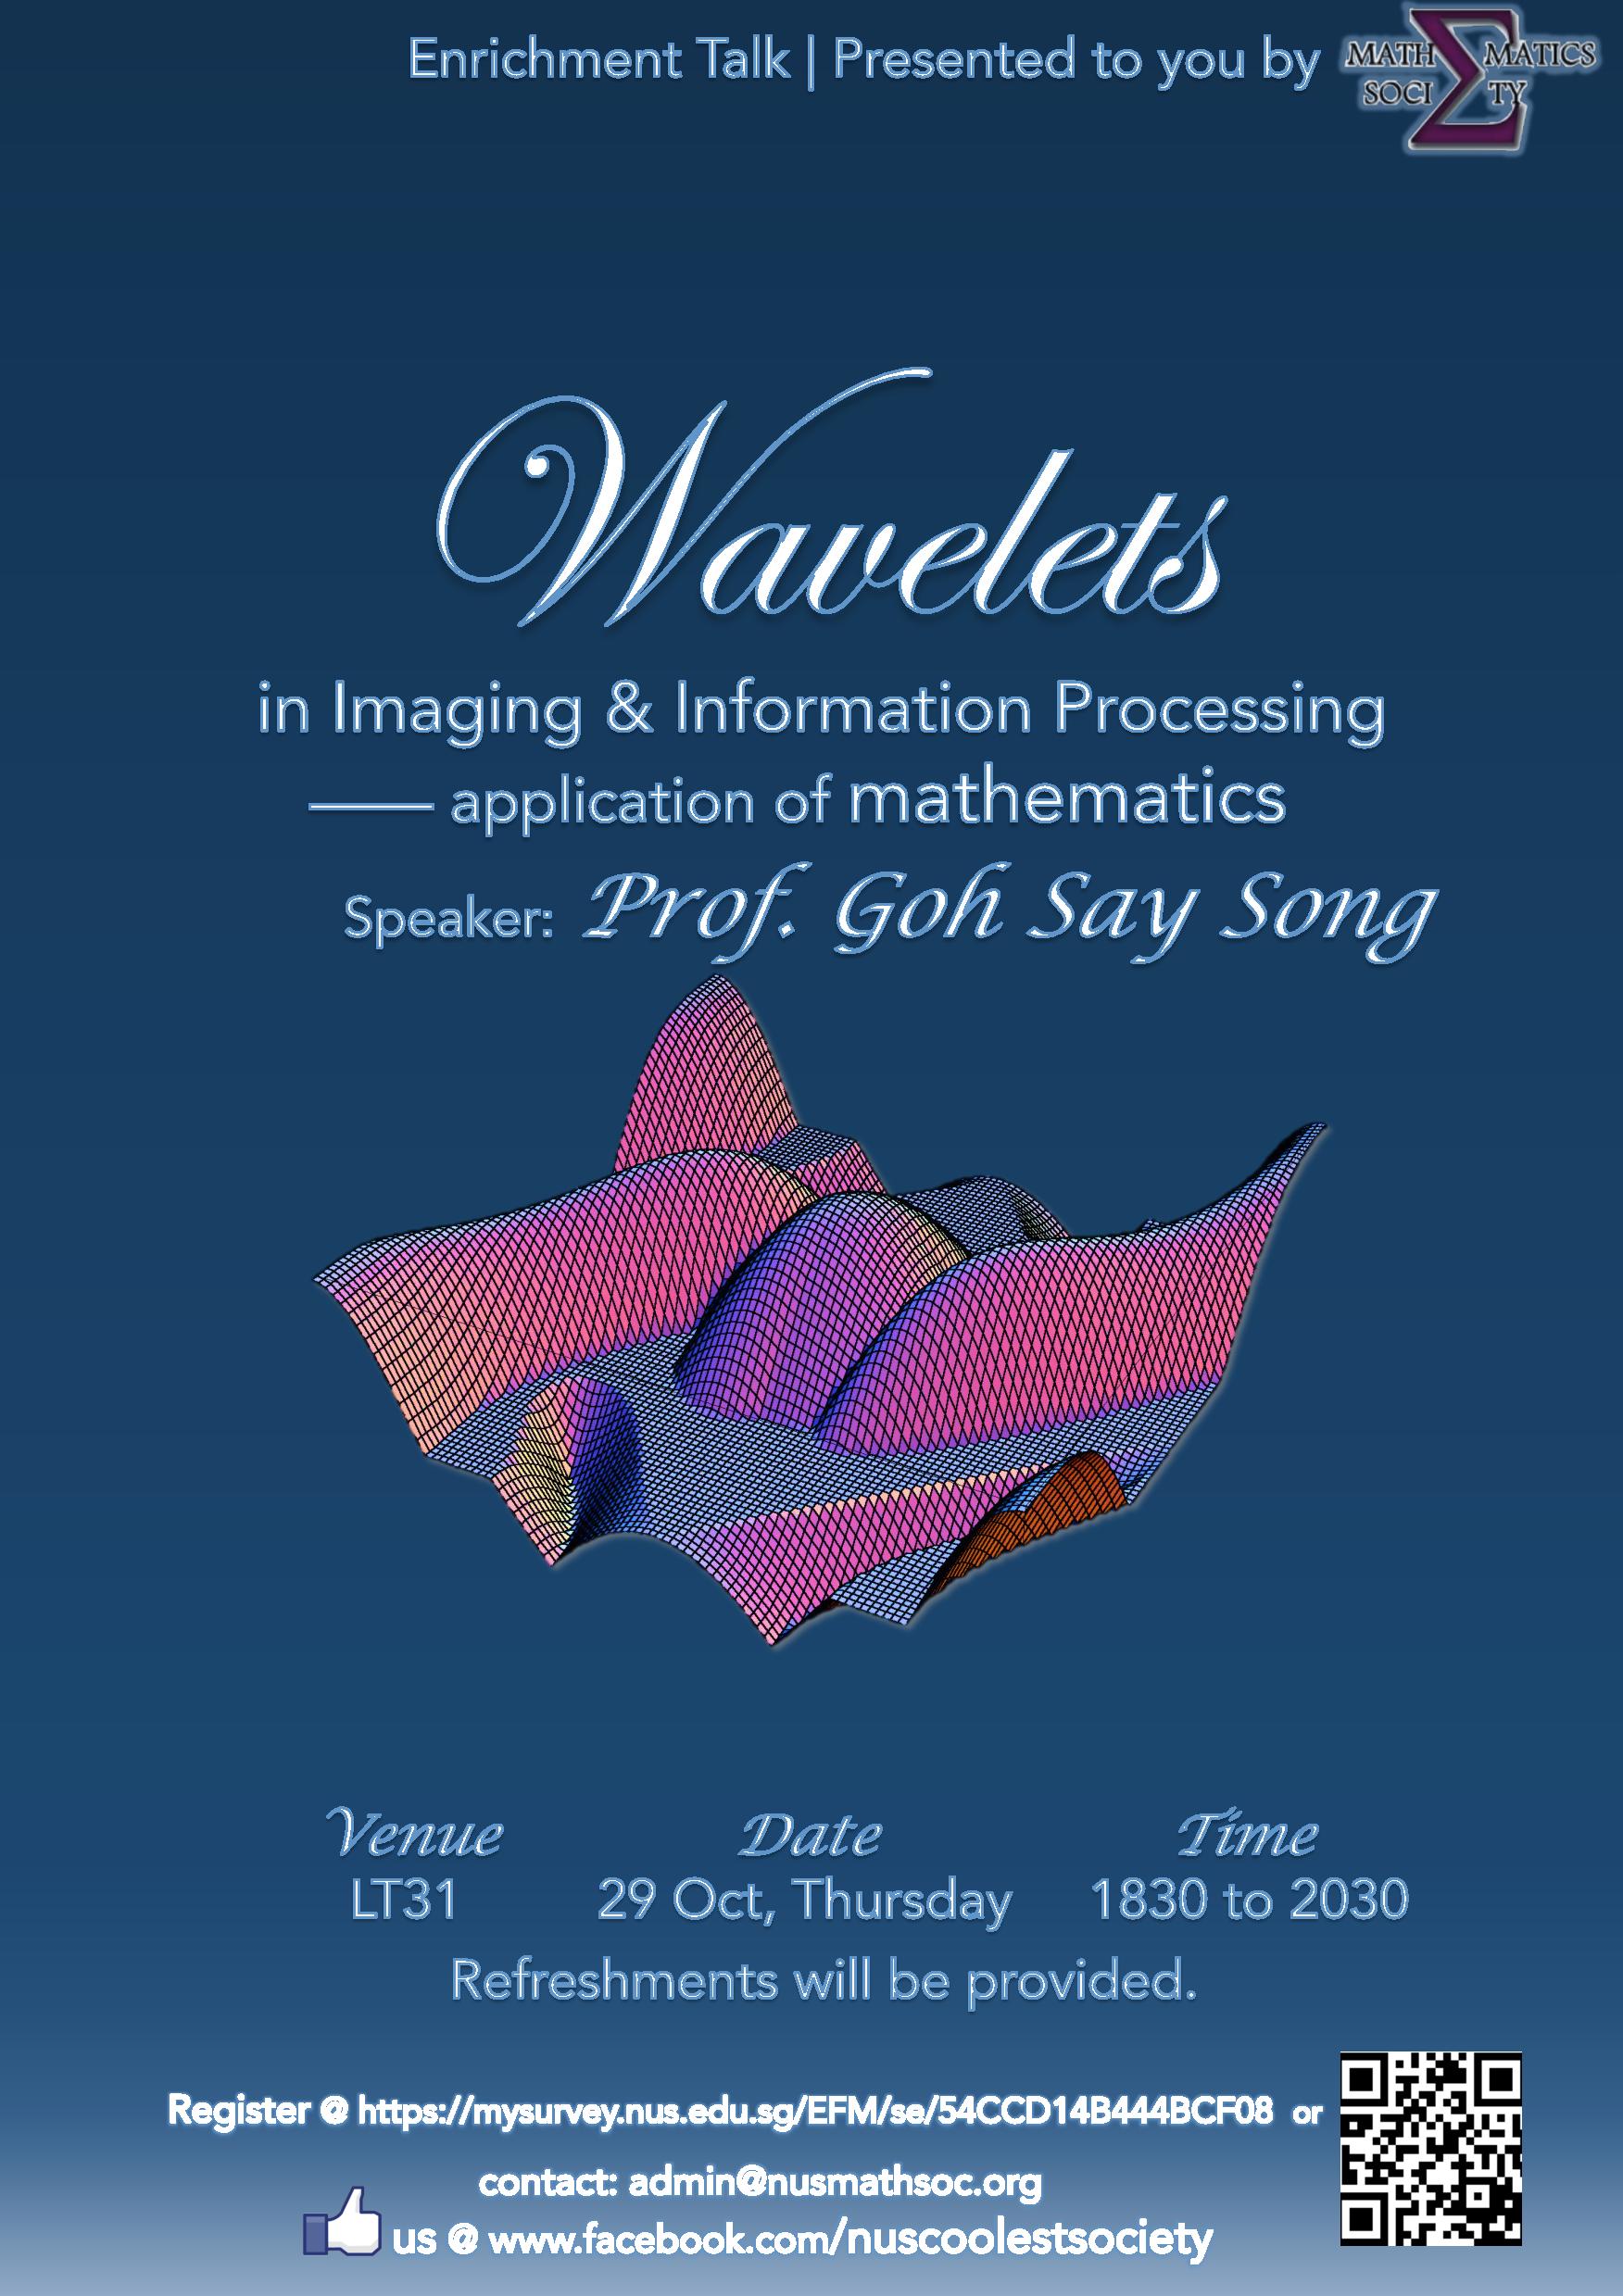 Enrichment Talk | Presented to you by
MATH MATICS
SOCI TY
Wavelets
in Imaging & Information Processing
—— application of mathematics
Speaker: Prof. Goh Say Song
Venue Date Time
LT31 29 Oct, Thursday 1830 to 2030
Refreshments will be provided.
Register @ https://mysurvey.nus.edu.sg/EFM/se/54CCD14B444BCF08 or
contact: admin@nusmathsoc.org
us @ www.facebook.com/nuscoolestsociety